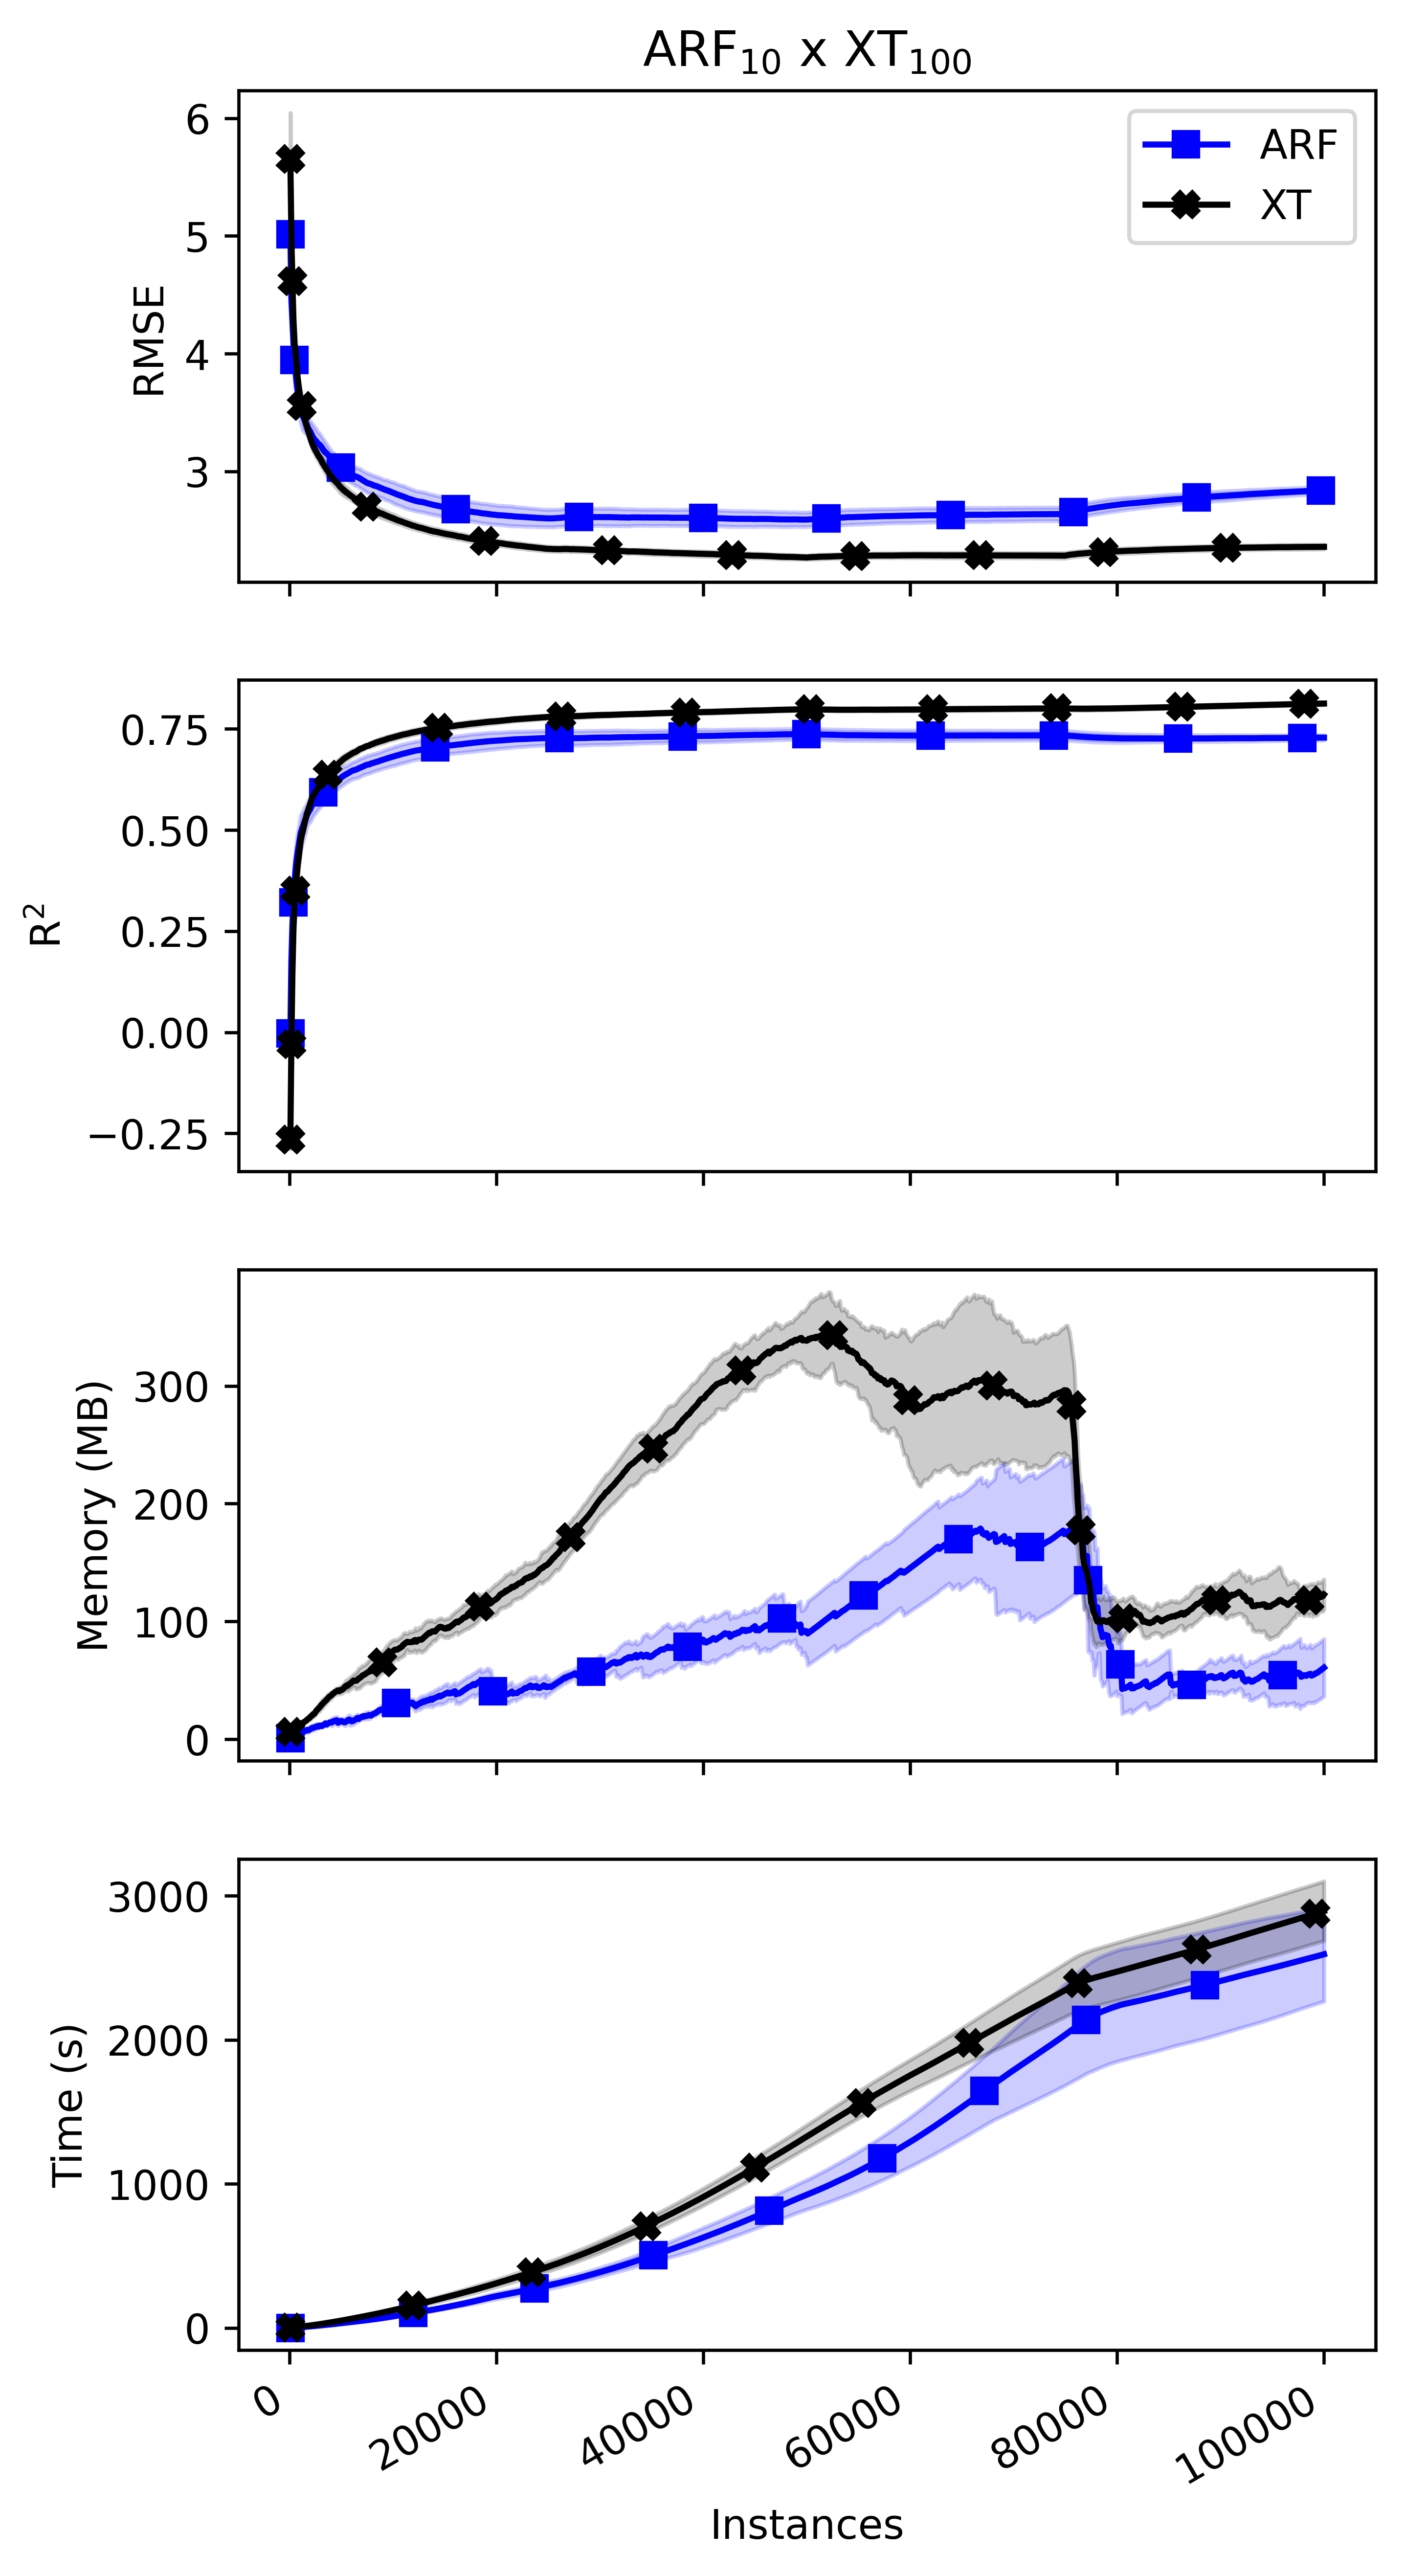 ARF₁₀ x XT₁₀₀
6
5
4
3
RMSE
ARF
XT
0.75
0.50
0.25
0.00
−0.25
R²
300
200
100
0
Memory (MB)
3000
2000
1000
0
Time (s)
0
20000
40000
60000
80000
100000
Instances